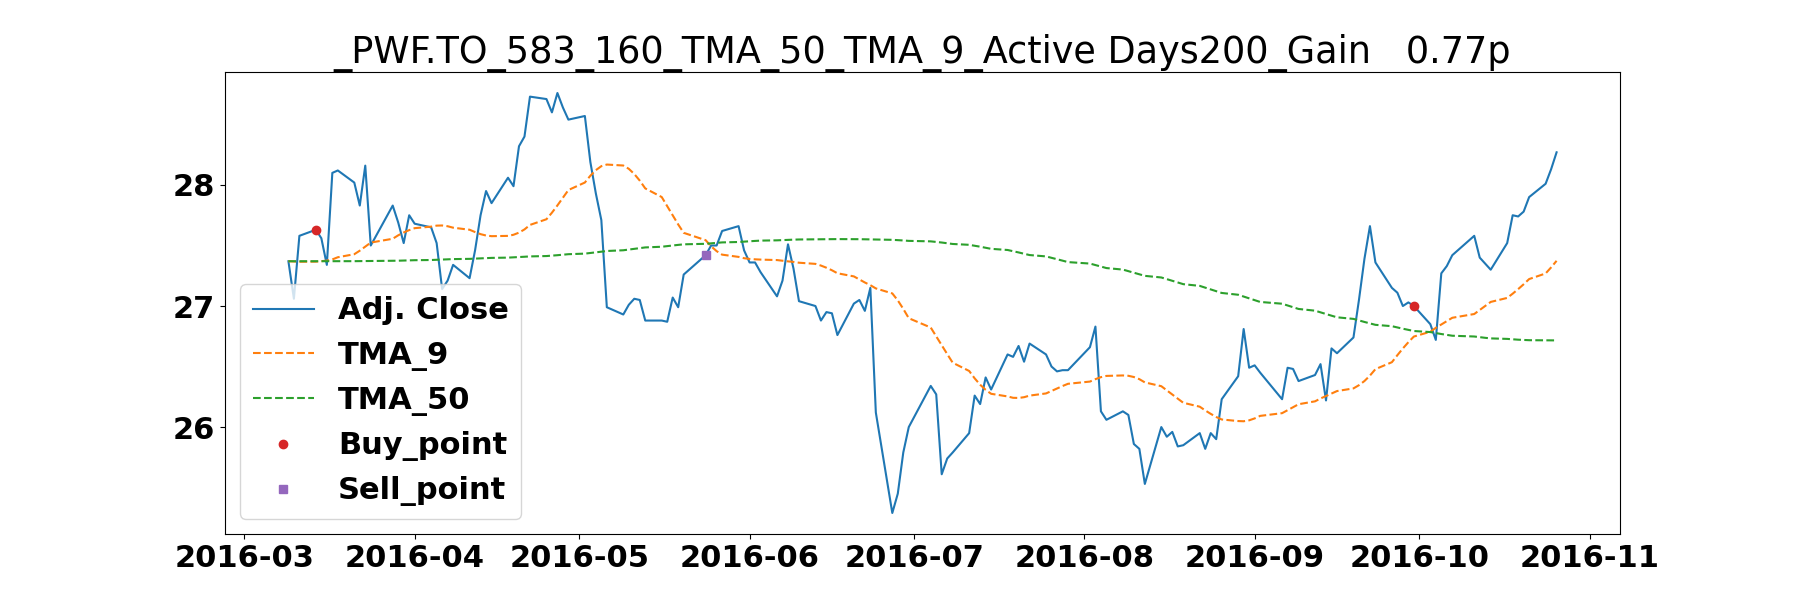 _PWF.TO_583_160_TMA_50_TMA_9_Active Days200_Gain   0.77p
28
27
26
Adj. Close
TMA_9
TMA_50
Buy_point
Sell_point
2016-03 2016-04 2016-05 2016-06 2016-07 2016-08 2016-09 2016-10 2016-11